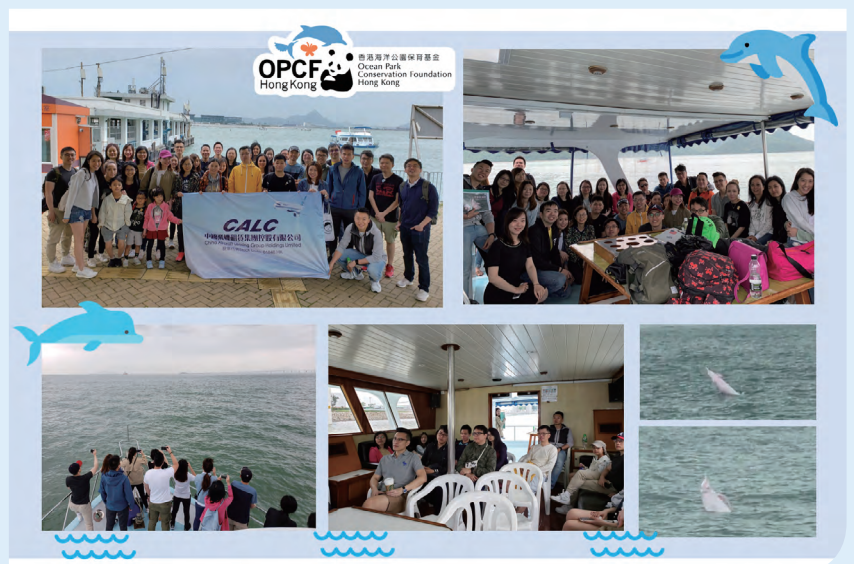 OPCF
Hong Kong
香港海洋公園保育基金
Ocean Park
Conservation Foundation
Hong Kong
CALC
中國飛機租賃集團控股有限公司
China Aircraft Leasing Group Holdings Limited